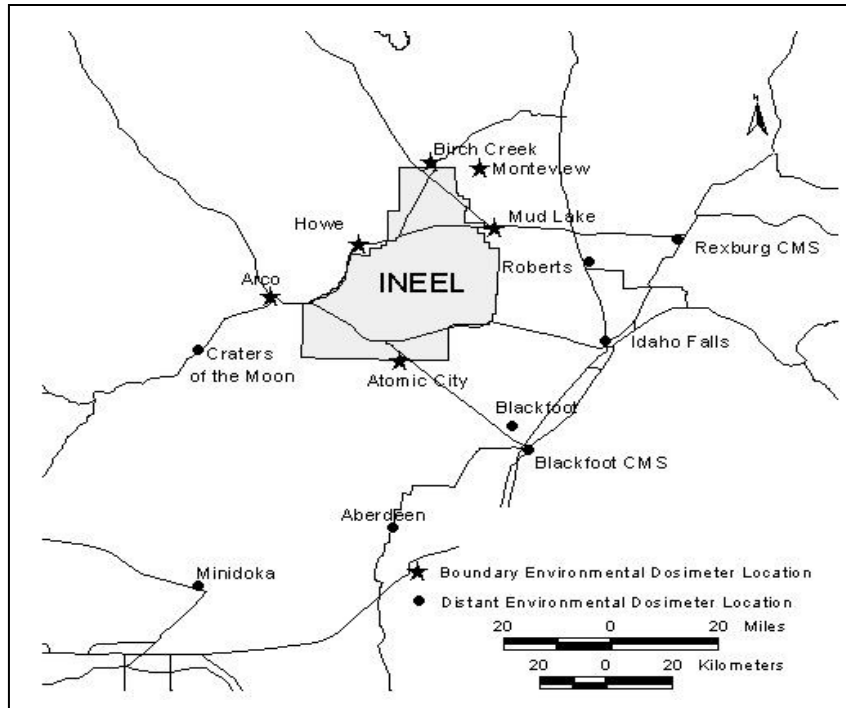 N
Birch Creek
Monteview
Howe
Mud Lake
Rexburg CMS
Roberts
Arco
INEEL
Craters
of the Moon
Idaho Falls
Atomic City
Blackfoot
Blackfoot CMS
Aberdeen
Minidoka
Boundary Environmental Dosimeter Location
Distant Environmental Dosimeter Location
20 0 20 Miles
20 0 20
Kilometers